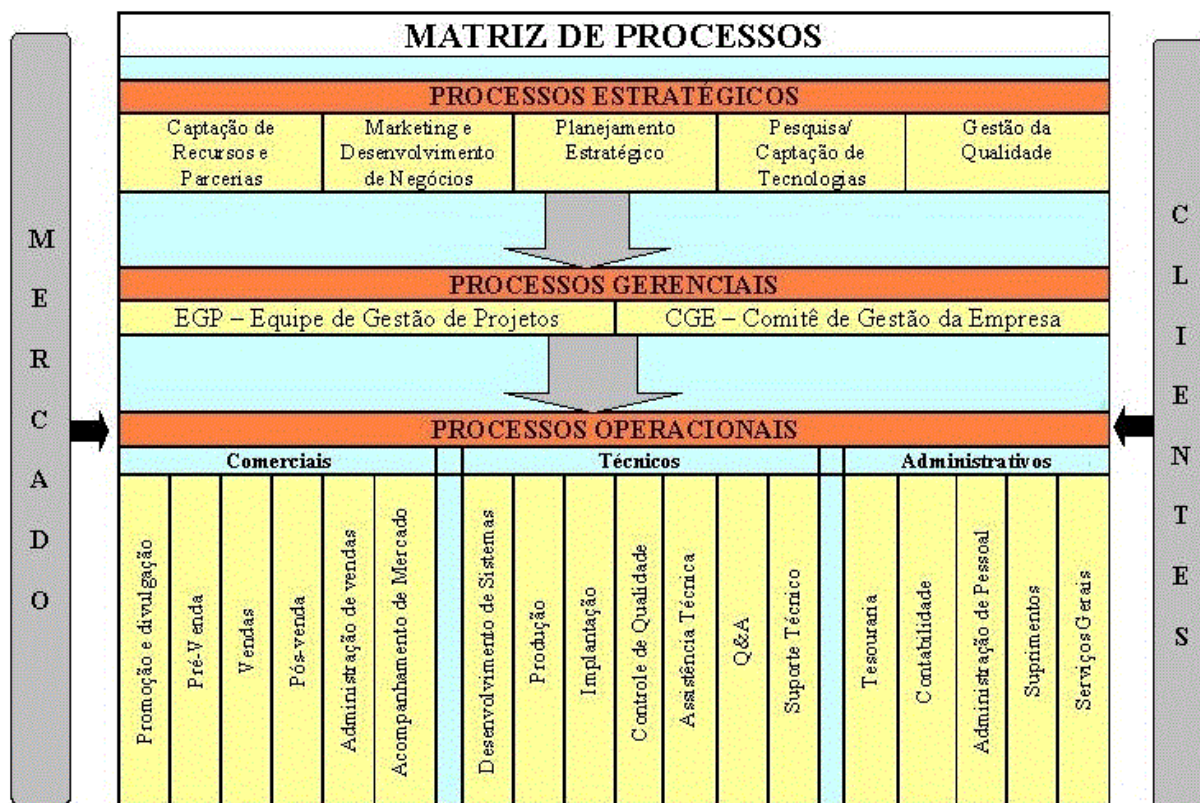 MATRIZ DE PROCESSOS
PROCESSOS ESTRATÉGICOS
Captação de
Recursos e
Parcerias
Marketing e
Desenvolvimento
de Negócios
Planejamento
Estratégico
Pesquisa/
Captação de
Tecnologias
Gestão da
Qualidade
PROCESSOS GERENCIAIS
EGP – Equipe de Gestão de Projetos
CGE – Comitê de Gestão da Empresa
PROCESSOS OPERACIONAIS
Comerciais
Técnicos
Administrativos
Promoção e divulgação
Pré-Venda
Vendas
Pós-venda
Administração de vendas
Acompanhamento de Mercado
Desenvolvimento de Sistemas
Produção
Implantação
Controle de Qualidade
Assistência Técnica
Q&A
Suporte Técnico
Tesouraria
Contabilidade
Administração de Pessoal
Suprimentos
Serviços Gerais
MERCADO
CLIENTES